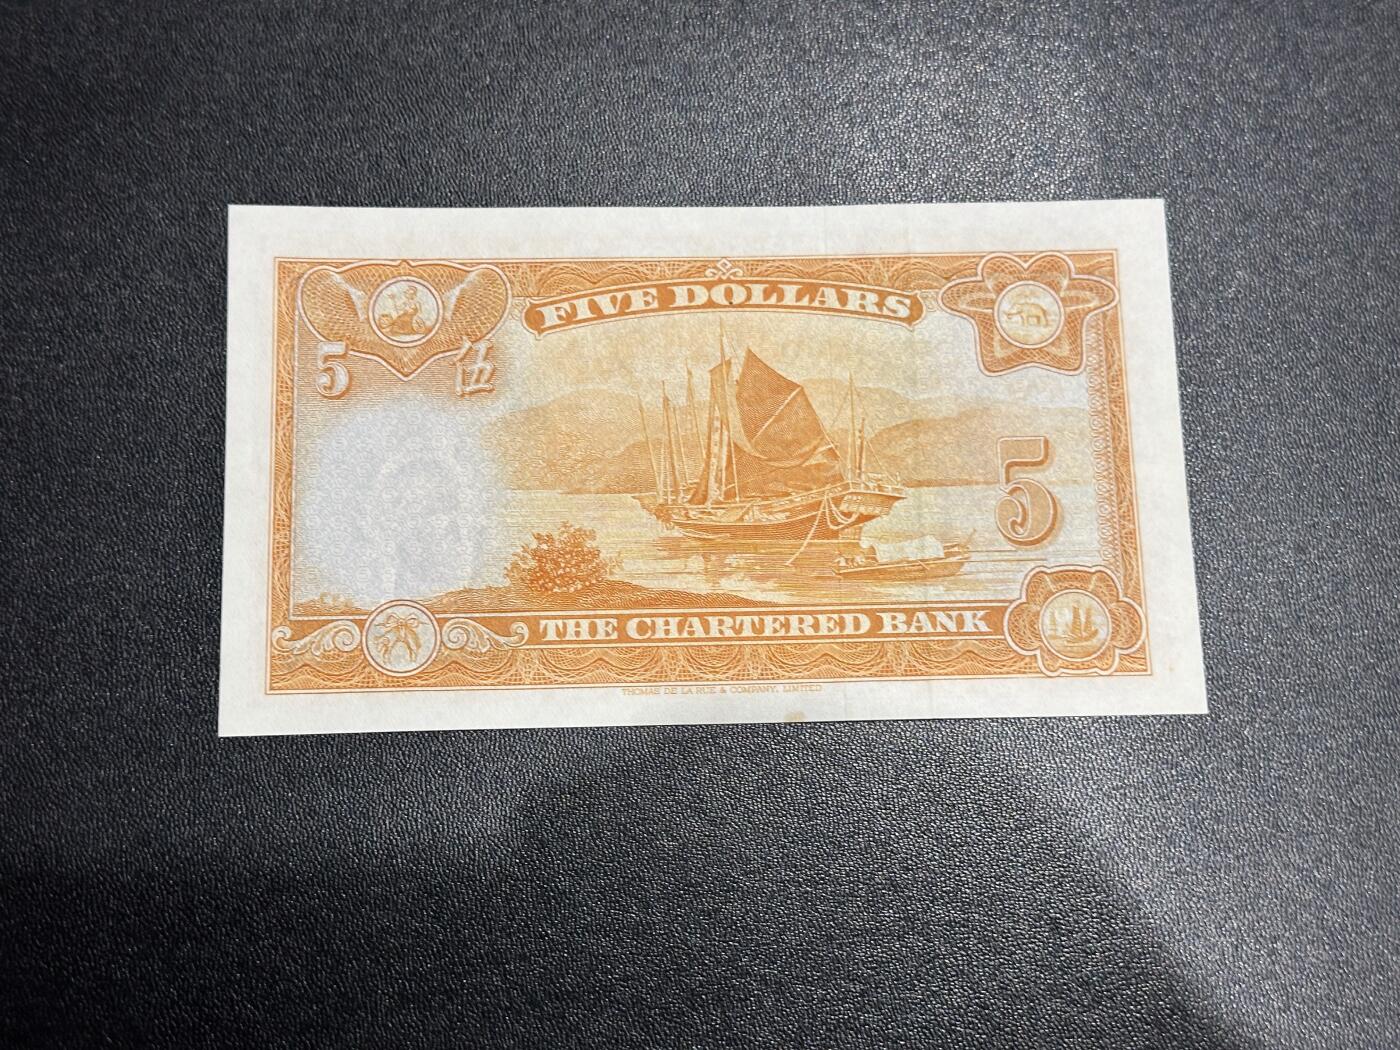 FIVE DOLLARS
5 伍
5
THE CHARTERED BANK
THOMAS DE LA RUE & COMPANY, LIMITED